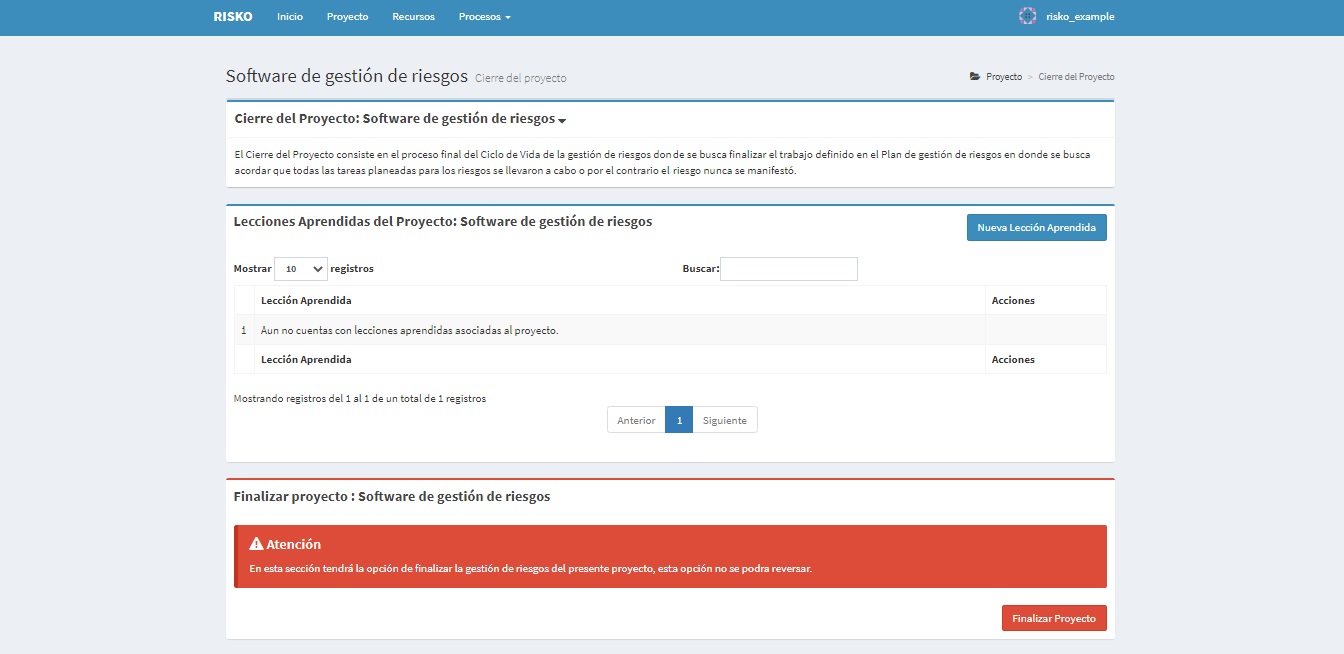 RISKO Inicio Proyecto Recursos Procesos risko_example
Software de gestión de riesgos Cierre del proyecto
Proyecto > Cierre del Proyecto
Cierre del Proyecto: Software de gestión de riesgos
El Cierre del Proyecto consiste en el proceso final del Ciclo de Vida de la gestión de riesgos donde se busca finalizar el trabajo definido en el Plan de gestión de riesgos en donde se busca
acordar que todas las tareas planeadas para los riesgos se llevaron a cabo o por el contrario el riesgo nunca se manifestó.
Lecciones Aprendidas del Proyecto: Software de gestión de riesgos
Nueva Lección Aprendida
Mostrar 10 registros Buscar:
Lección Aprendida Acciones
1 Aun no cuentas con lecciones aprendidas asociadas al proyecto.
Lección Aprendida Acciones
Mostrando registros del 1 al 1 de un total de 1 registros
Anterior 1 Siguiente
Finalizar proyecto : Software de gestión de riesgos
Atención
En esta sección tendrá la opción de finalizar la gestión de riesgos del presente proyecto, esta opción no se podra reversar.
Finalizar Proyecto